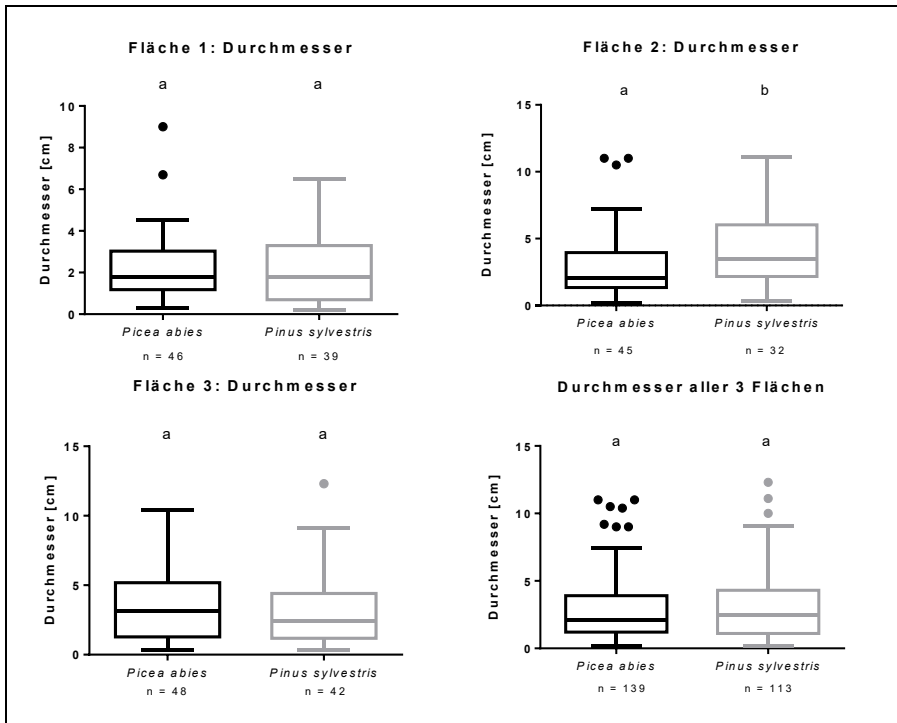 Fläche 1: Durchmesser
a a
Durchmesser [cm]
10
8
6
4
2
0
Picea abies Pinus sylvestris
n = 46 n = 39
Fläche 2: Durchmesser
a b
Durchmesser [cm]
15
10
5
0
Picea abies Pinus sylvestris
n = 45 n = 32
Fläche 3: Durchmesser
a a
Durchmesser [cm]
15
10
5
0
Picea abies Pinus sylvestris
n = 48 n = 42
Durchmesser aller 3 Flächen
a a
Durchmesser [cm]
15
10
5
0
Picea abies Pinus sylvestris
n = 139 n = 113